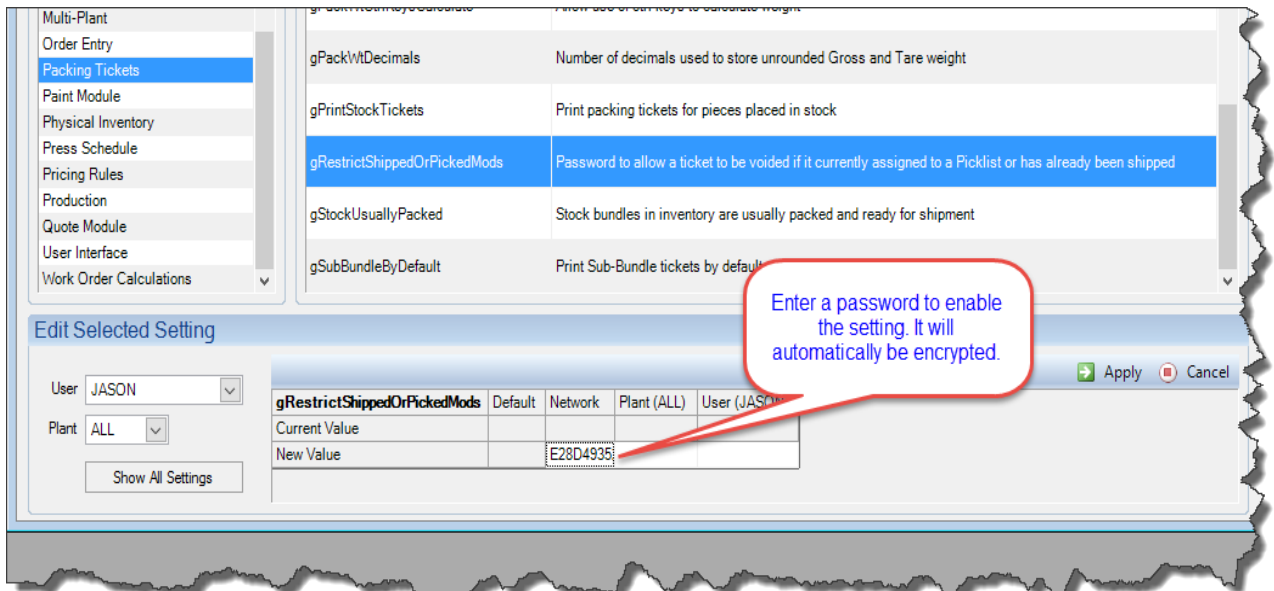 Multi-Plant
Order Entry
Packing Tickets
Paint Module
Physical Inventory
Press Schedule
Pricing Rules
Production
Quote Module
User Interface
Work Order Calculations
gPackWtDecimals Number of decimals used to store unrounded Gross and Tare weight
gPrintStockTickets Print packing tickets for pieces placed in stock
gRestrictShippedOrPickedMods Password to allow a ticket to be voided if it currently assigned to a Picklist or has already been shipped
gStockUsuallyPacked Stock bundles in inventory are usually packed and ready for shipment
gSubBundleByDefault Print Sub-Bundle tickets by default
Enter a password to enable
the setting. It will
automatically be encrypted.
Edit Selected Setting
Apply Cancel
User JASON
Plant ALL
Show All Settings
gRestrictShippedOrPickedMods Default Network Plant (ALL) User (JASON
Current Value
New Value E28D4935